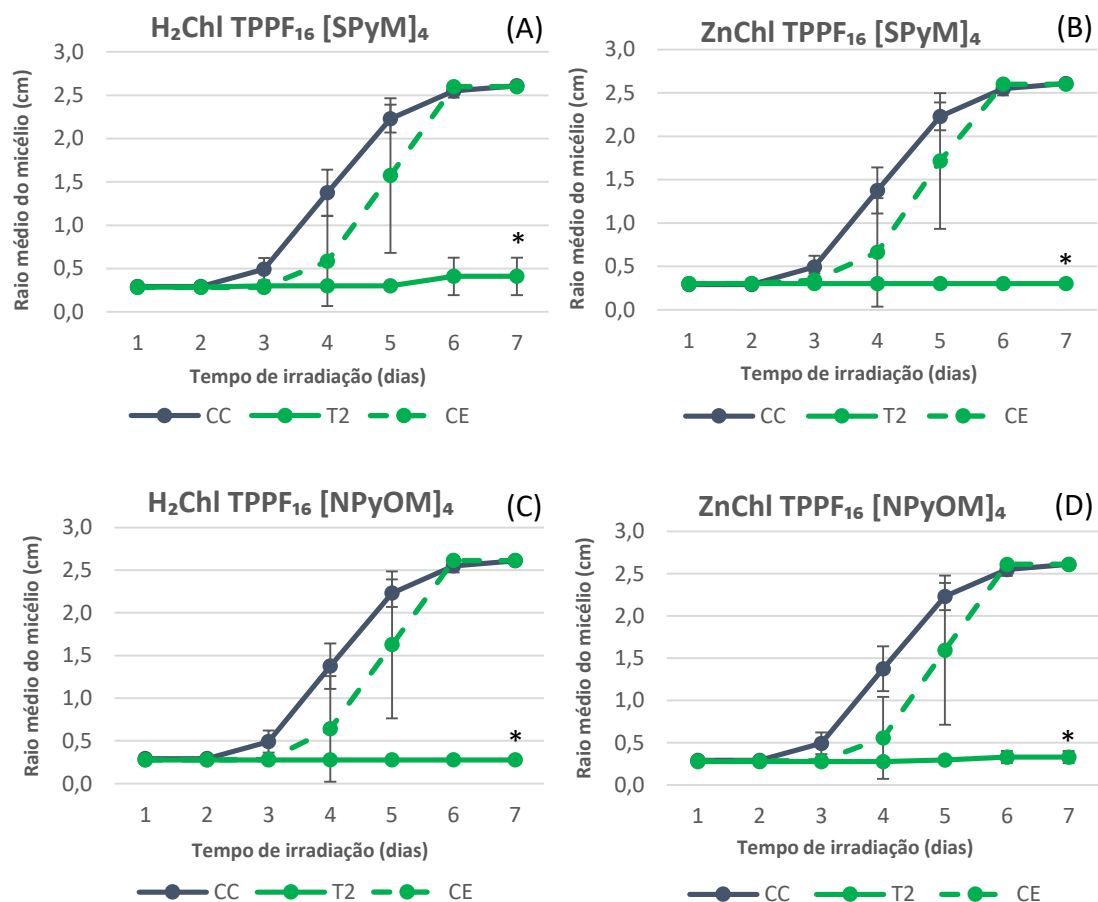 H₂Chl TPPF₁₆ [SPyM]₄ (A)
Raio médio do micélio (cm)
3,0
2,5
2,0
1,5
1,0
0,5
0,0
*
1 2 3 4 5 6 7
Tempo de irradiação (dias)
CC T2 CE
ZnChl TPPF₁₆ [SPyM]₄ (B)
Raio médio do micélio (cm)
3,0
2,5
2,0
1,5
1,0
0,5
0,0
*
1 2 3 4 5 6 7
Tempo de irradiação (dias)
CC T2 CE
H₂Chl TPPF₁₆ [NPyOM]₄ (C)
Raio médio do micélio (cm)
3,0
2,5
2,0
1,5
1,0
0,5
0,0
*
1 2 3 4 5 6 7
Tempo de irradiação (dias)
CC T2 CE
ZnChl TPPF₁₆ [NPyOM]₄ (D)
Raio médio do micélio (cm)
3,0
2,5
2,0
1,5
1,0
0,5
0,0
*
1 2 3 4 5 6 7
Tempo de irradiação (dias)
CC T2 CE